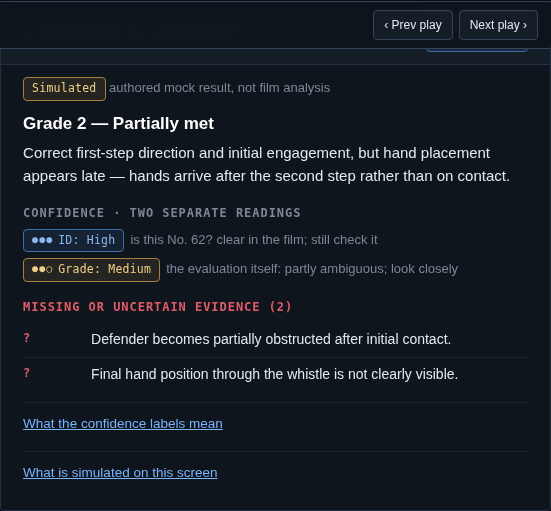 ‹ Prev play
Next play ›
Simulated authored mock result, not film analysis
Grade 2 — Partially met
Correct first-step direction and initial engagement, but hand placement
appears late — hands arrive after the second step rather than on contact.
CONFIDENCE · TWO SEPARATE READINGS
●●● ID: High is this No. 62? clear in the film; still check it
●●○ Grade: Medium the evaluation itself: partly ambiguous; look closely
MISSING OR UNCERTAIN EVIDENCE (2)
? Defender becomes partially obstructed after initial contact.
? Final hand position through the whistle is not clearly visible.
What the confidence labels mean
What is simulated on this screen